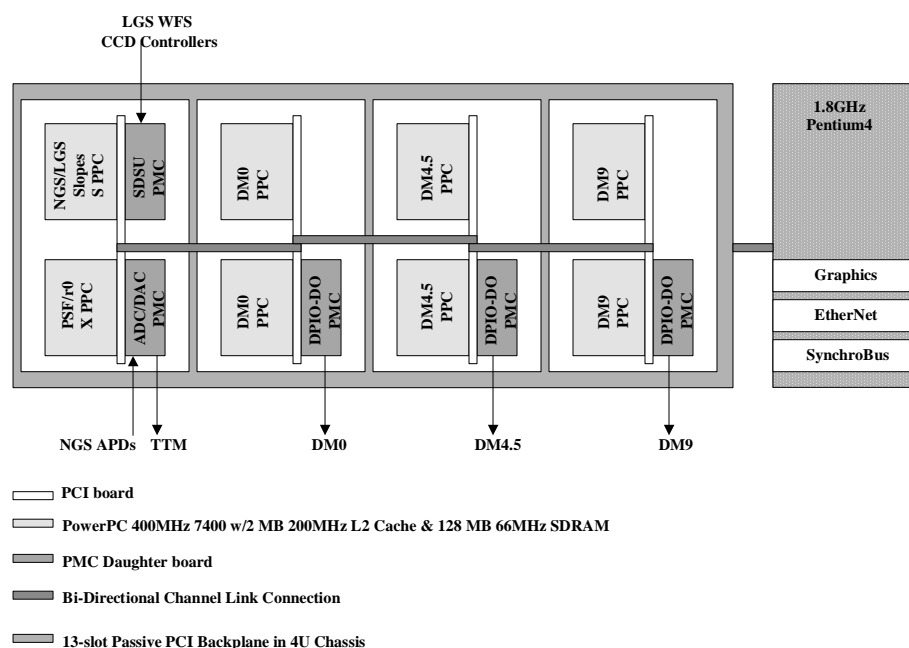 LGS WFS
CCD Controllers
1.8GHz
Pentium4
NGS/LGS
Slopes
S PPC
SDSU
PMC
DM0
PPC
DM4.5
PPC
DM9
PPC
PSF/r0
X PPC
ADC/DAC
PMC
DM0
PPC
DPIO-DO
PMC
DM4.5
PPC
DPIO-DO
PMC
DM9
PPC
DPIO-DO
PMC
Graphics
EtherNet
SynchroBus
NGS APDs
TTM
DM0
DM4.5
DM9
PCI board
PowerPC 400MHz 7400 w/2 MB 200MHz L2 Cache & 128 MB 66MHz SDRAM
PMC Daughter board
Bi-Directional Channel Link Connection
13-slot Passive PCI Backplane in 4U Chassis